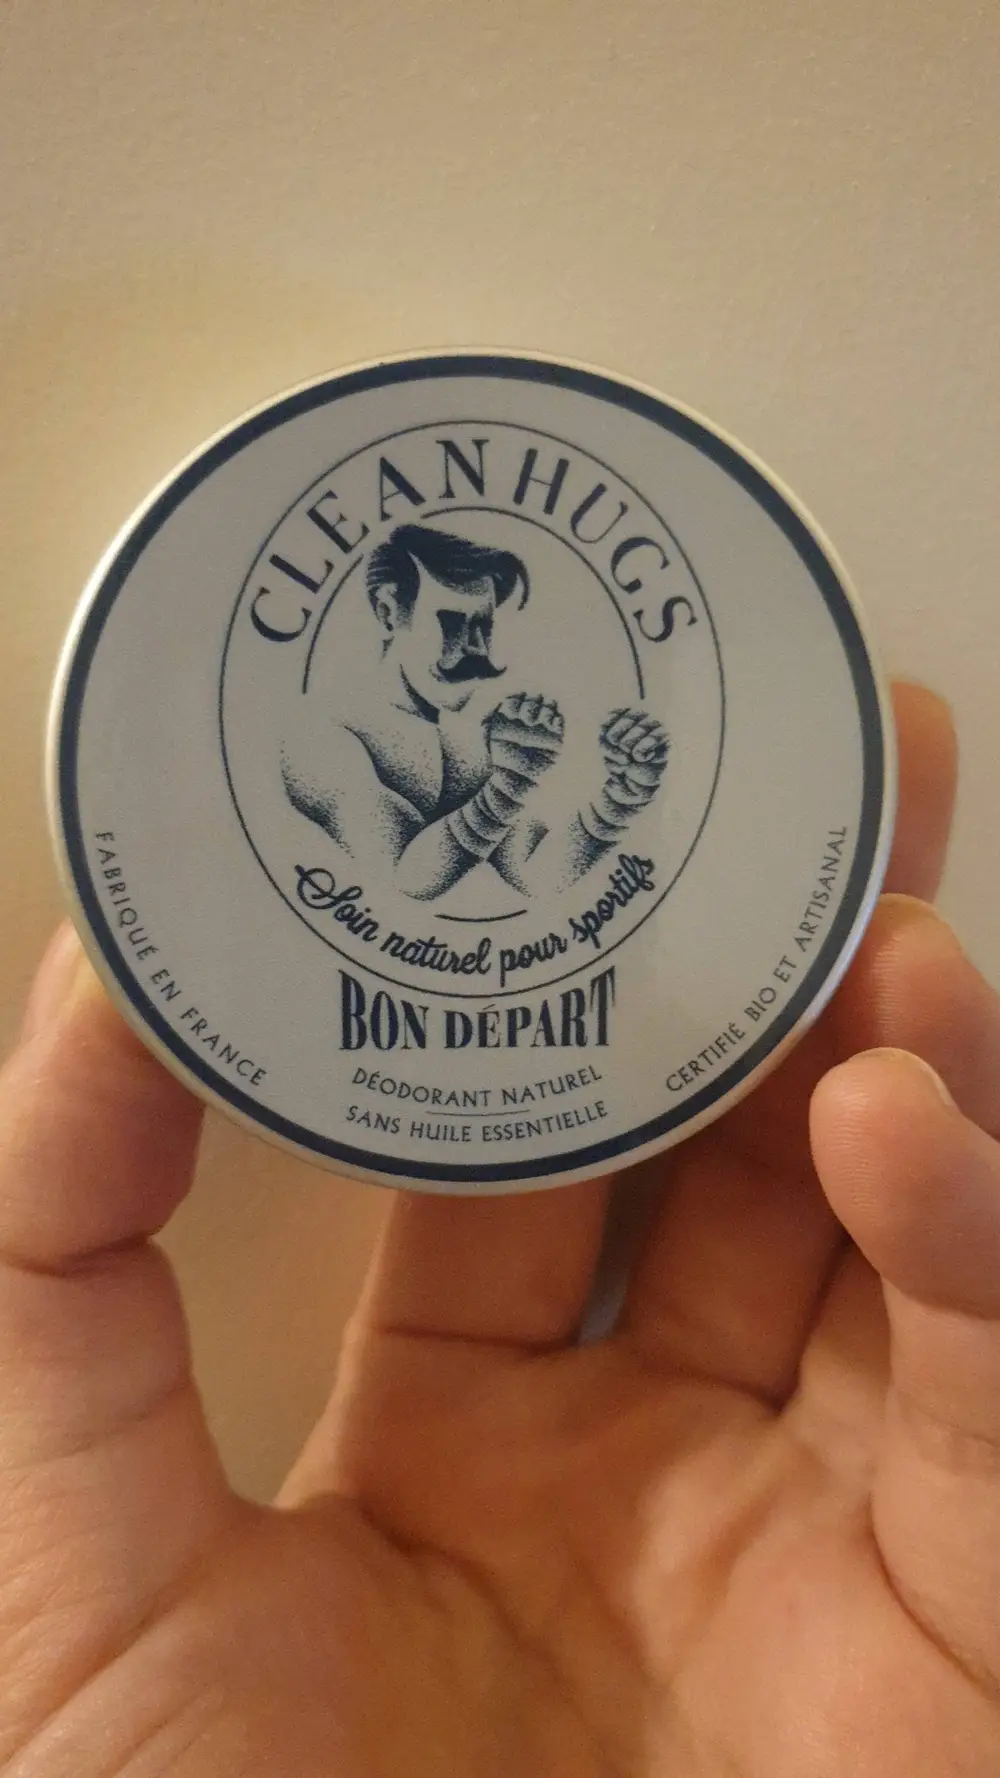 CLEANHUGS
Soin naturel pour sportifs
BON DÉPART
DÉODORANT NATUREL
SANS HUILE ESSENTIELLE
FABRIQUÉ EN FRANCE
CERTIFIÉ BIO ET ARTISANAL